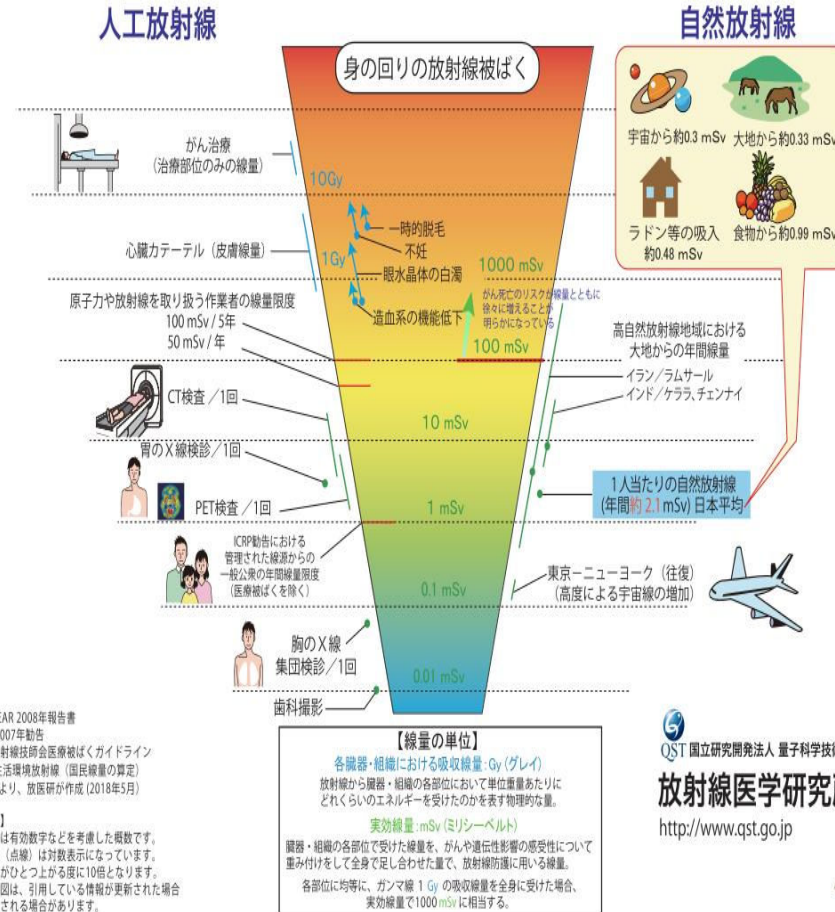 人工放射線
自然放射線
身の回りの放射線被ばく
宇宙から約0.3 mSv
大地から約0.33 mSv
ラドン等の吸入
約0.48 mSv
食物から約0.99 mSv
がん治療
(治療部位のみの線量)
10Gy
一時的脱毛
不妊
心臓カテーテル(皮膚線量)
1Gy
眼水晶体の白濁
1000 mSv
がん死亡のリスクが線量とともに
徐々に増えることが
明らかになっている
造血系の機能低下
原子力や放射線を取り扱う作業者の線量限度
100 mSv / 5年
50 mSv / 年
100 mSv
高自然放射線地域における
大地からの年間線量
イラン/ラムサール
インド/ケララ、チェンナイ
CT検査/1回
10 mSv
胃のX線検診/1回
PET検査/1回
1 mSv
1人当たりの自然放射線
(年間約 2.1mSv) 日本平均
ICRP勧告における
管理された線源からの
一般公衆の年間線量限度
(医療被ばくを除く)
0.1 mSv
東京ーニューヨーク(往復)
(高度による宇宙線の増加)
胸のX線
集団検診/1回
0.01 mSv
歯科撮影
EAR 2008年報告書
2007年勧告
射線技師会医療被ばくガイドライン
生活環境放射線(国民線量の算定)
より、放医研が作成(2018年5月)
】
は有効数字などを考慮した概数です。
(点線)は対数表示になっています。
がひとつ上がる度に10倍となります。
図は、引用している情報が更新された場合
される場合があります。
【線量の単位】
各臓器・組織における吸収線量:Gy(グレイ)
放射線から臓器・組織の各部位において単位重量あたりに
どれくらいのエネルギーを受けたのかを表す物理的な量。
実効線量:mSv(ミリシーベルト)
臓器・組織の各部位で受けた線量を、がんや遺伝性影響の感受性について
重み付けをして全身で足し合わせた量で、放射線防護に用いる線量。
各部位に均等に、ガンマ線 1 Gy の吸収線量を全身に受けた場合、
実効線量で1000 mSv に相当する。
QST 国立研究開発法人 量子科学技術
放射線医学研究
http://www.qst.go.jp